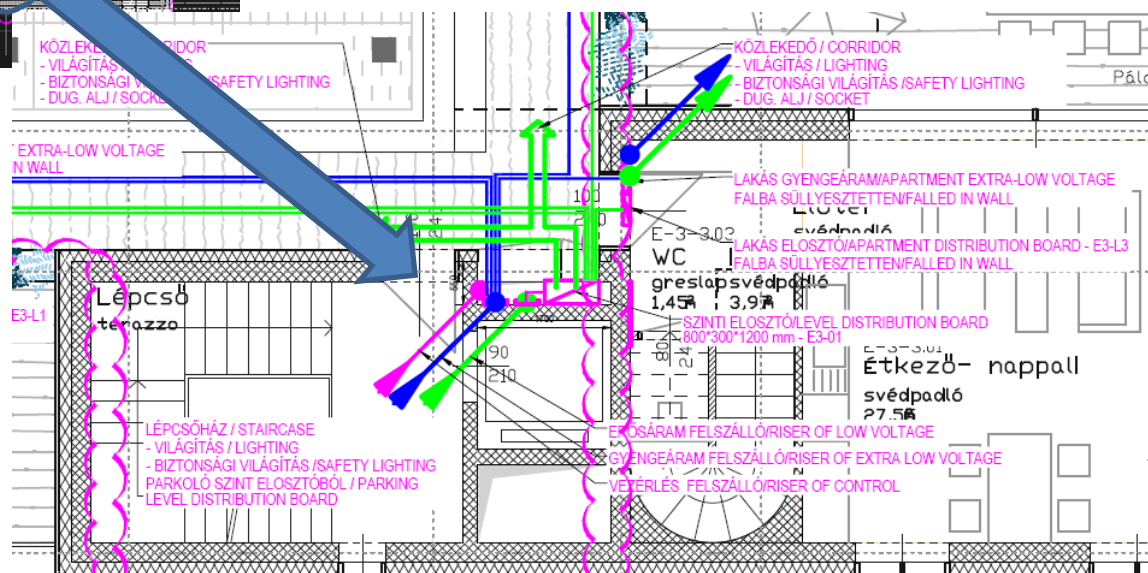 KÖZLEKEDŐ / CORRIDOR
- VILÁGÍTÁS
- BIZTONSÁGI /SAFETY LIGHTING
- DUG. ALJ /
KÖZLEKEDŐ / CORRIDOR
- VILÁGÍTÁS / LIGHTING
- BIZTONSÁGI VILÁGÍTÁS /SAFETY LIGHTING
- DUG. ALJ / SOCKET
EXTRA-LOW VOLTAGE
WALL
LAKÁS GYENGEÁRAM/APARTMENT EXTRA-LOW VOLTAGE
FALBA SÜLLYESZTETTEN/FALLED IN WALL
svédpadló
E-3-3.02
WC
greslap svédpadló
1,45 3,97
LAKÁS ELOSZTÓ/APARTMENT DISTRIBUTION BOARD - E3-L3
FALBA SÜLLYESZTETTEN/FALLED IN WALL
100
Lépcső
terazzo
E3-L1
SZINTI ELOSZTÓ/LEVEL DISTRIBUTION BOARD
800*300*1200 mm - E3-01
90
210
80
E-3-3.01
Étkező- nappali
svédpadló
27,5
LÉPCSŐHÁZ / STAIRCASE
- VILÁGÍTÁS / LIGHTING
- BIZTONSÁGI VILÁGÍTÁS /SAFETY LIGHTING
PARKOLÓ SZINT ELOSZTÓBÓL / PARKING
LEVEL DISTRIBUTION BOARD
ERŐSÁRAM FELSZÁLLÓ/RISER OF LOW VOLTAGE
GYENGEÁRAM FELSZÁLLÓ/RISER OF EXTRA LOW VOLTAGE
VEZÉRLÉS FELSZÁLLÓ/RISER OF CONTROL